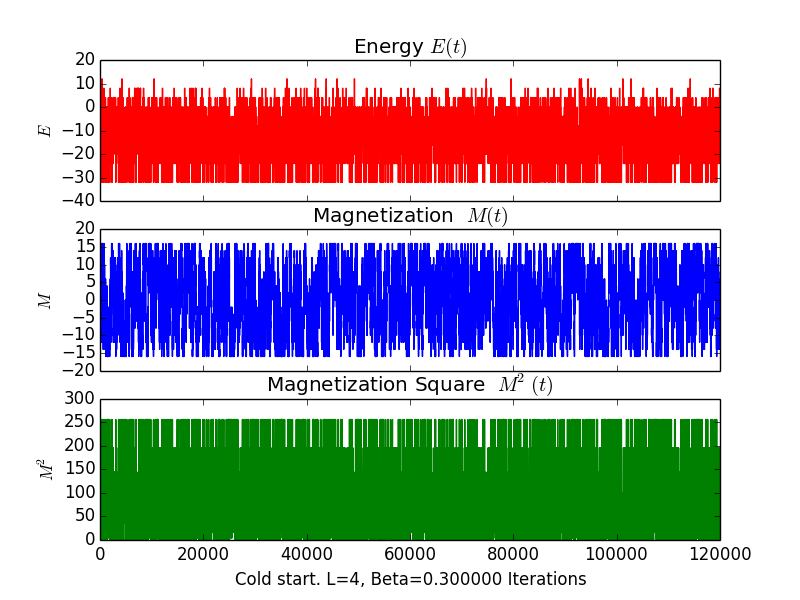 Energy E(t)
20
10
0
−10
−20
−30
−40
E
Magnetization M(t)
20
15
10
5
0
−5
−10
−15
−20
M
Magnetization Square M² (t)
300
250
200
150
100
50
0
M²
0 20000 40000 60000 80000 100000 120000
Cold start. L=4, Beta=0.300000 Iterations